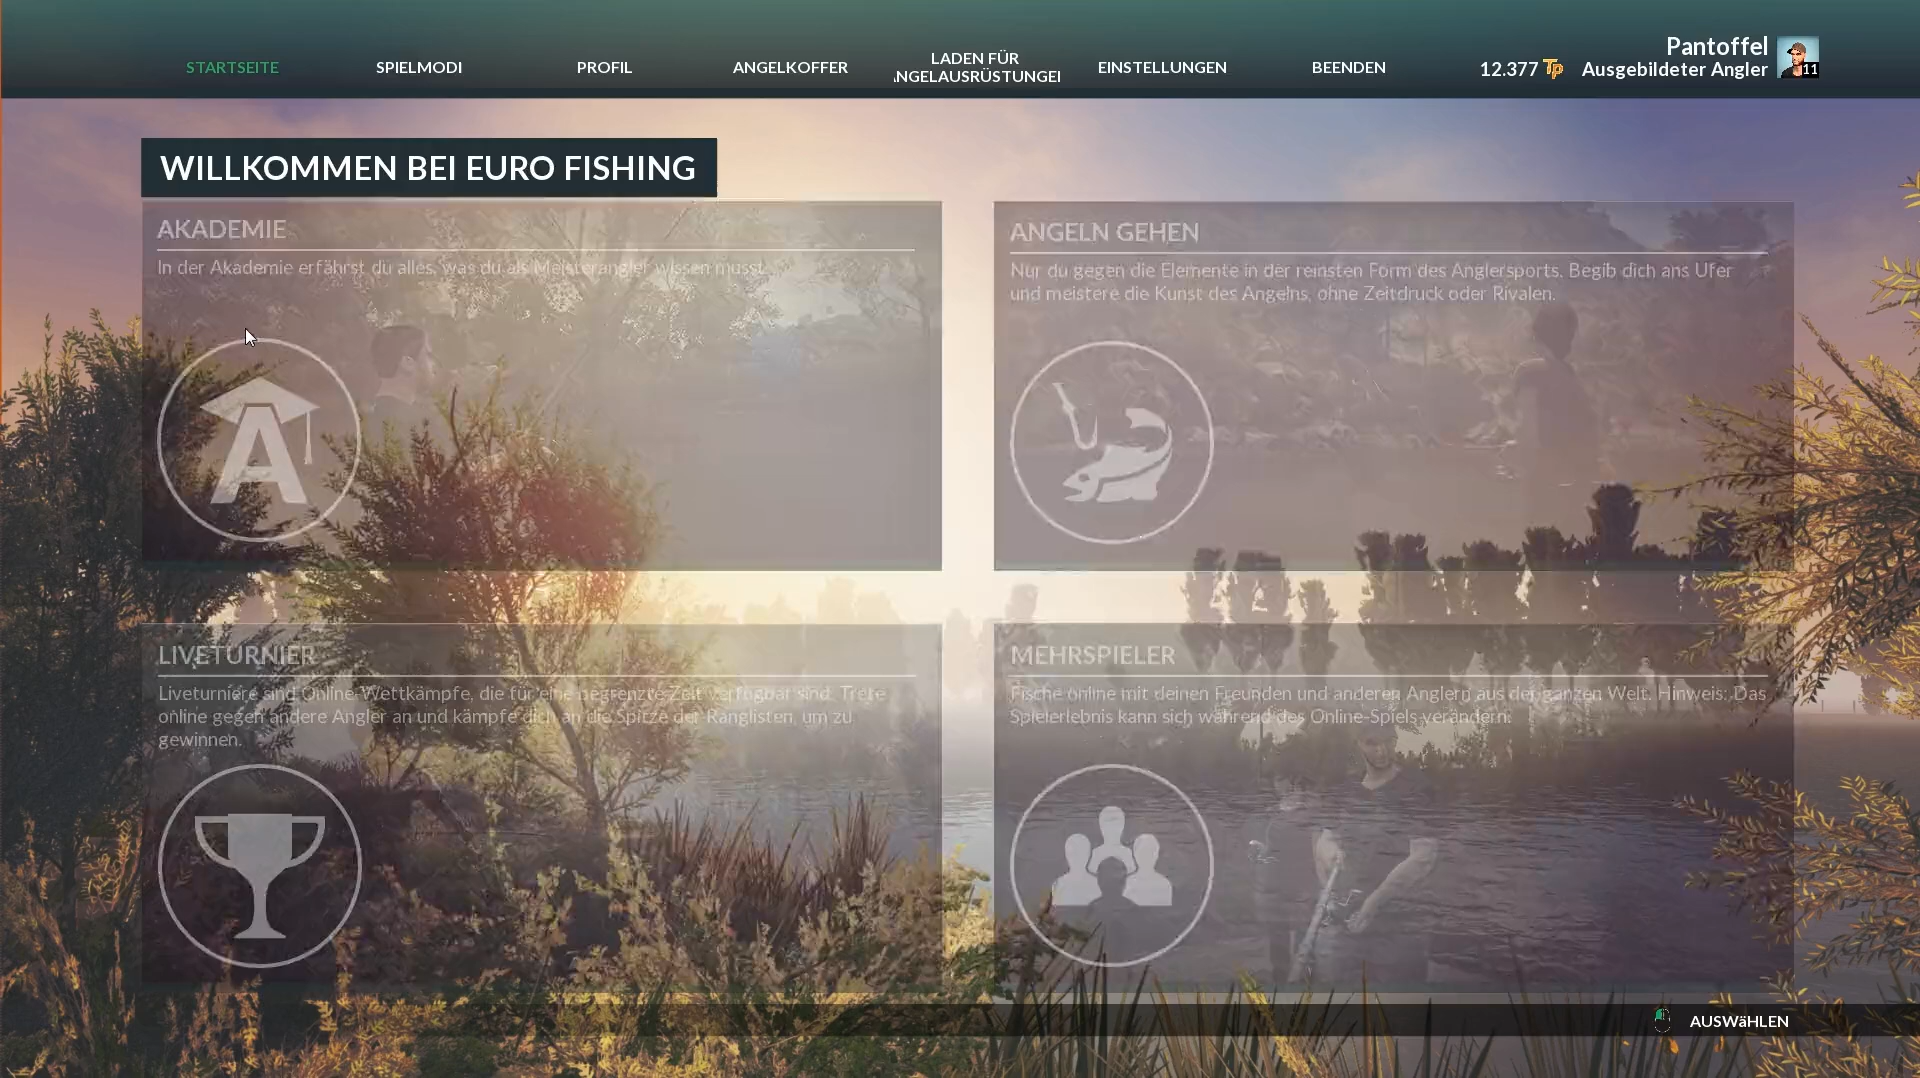 STARTSEITE
SPIELMODI
PROFIL
ANGELKOFFER
LADEN FÜR
NGELAUSRÜSTUNGEI
EINSTELLUNGEN
BEENDEN
12.377 Tp
Pantoffel
Ausgebildeter Angler
11
WILLKOMMEN BEI EURO FISHING
AKADEMIE
In der Akademie erfährst du alles, was du als Meisterangler wissen musst.
ANGELN GEHEN
Nur du gegen die Elemente in der reinsten Form des Anglersports. Begib dich ans Ufer
und meistere die Kunst des Angelns, ohne Zeitdruck oder Rivalen.
LIVETURNIER
Liveturniere sind Online-Wettkämpfe, die für eine begrenzte Zeit verfügbar sind. Trete
online gegen andere Angler an und kämpfe dich an die Spitze der Ranglisten, um zu
gewinnen.
MEHRSPIELER
Fische online mit deinen Freunden und anderen Anglern aus der ganzen Welt. Hinweis: Das
Spielerlebnis kann sich während des Online-Spiels verändern.
AUSWäHLEN